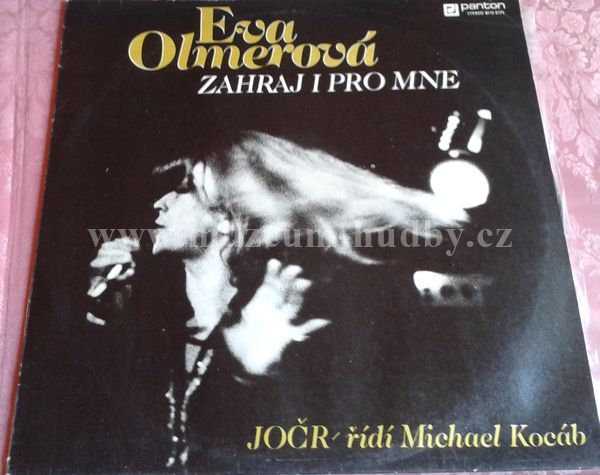 Eva
Olmerová
ZAHRAJ I PRO MNE
panton
www.muzeumhudby.cz
JOČR - řídí Michael Kocáb